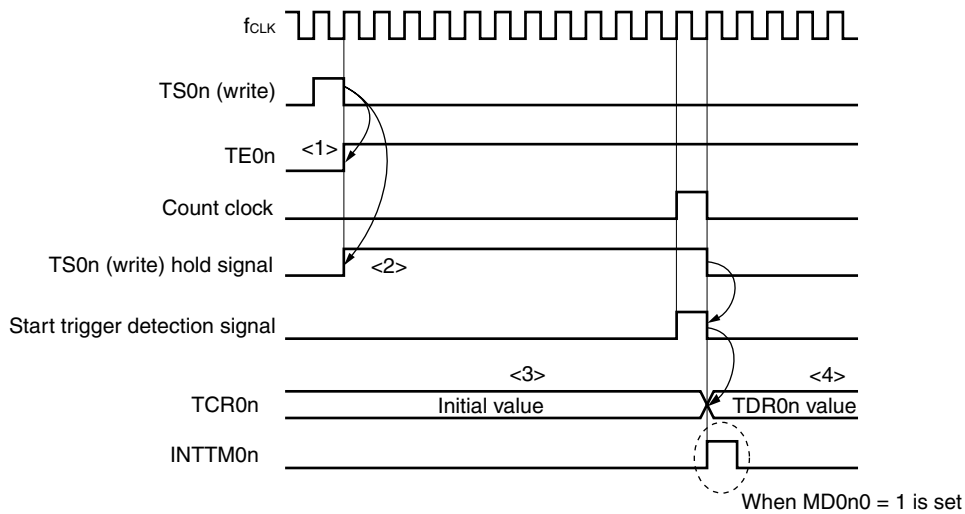 fCLK
TS0n (write)
<1>
TE0n
Count clock
TS0n (write) hold signal
<2>
Start trigger detection signal
<3>
<4>
TCR0n
Initial value
TDR0n value
INTTM0n
When MD0n0 = 1 is set